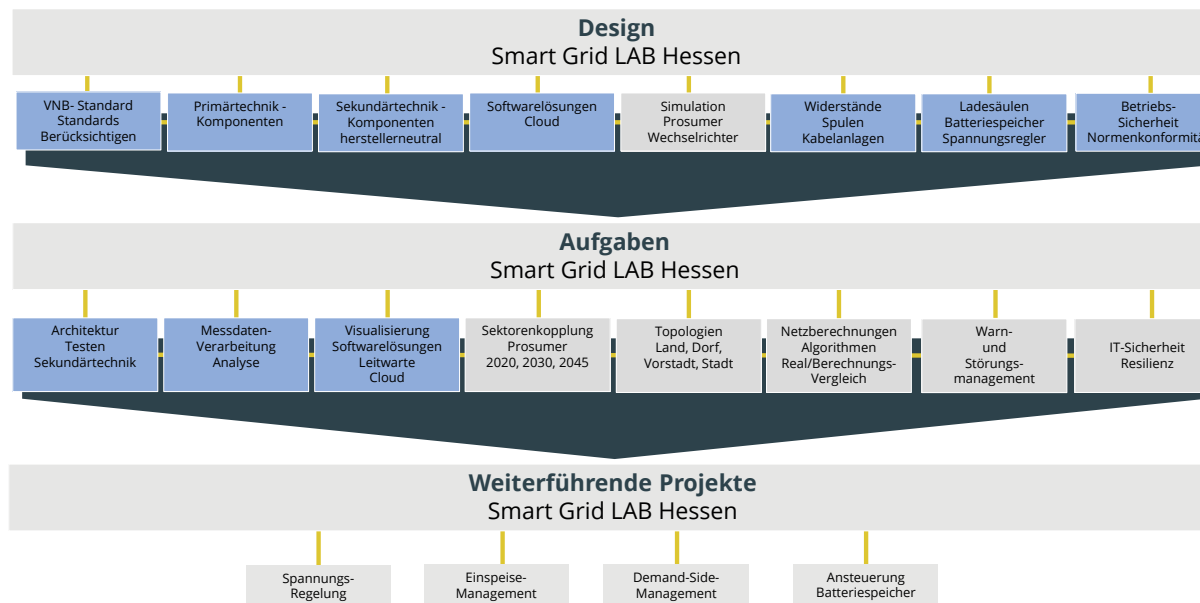 Design
Smart Grid LAB Hessen
VNB- Standard
Standards
Berücksichtigen
Primärtechnik -
Komponenten
Sekundärtechnik -
Komponenten
herstellerneutral
Softwarelösungen
Cloud
Simulation
Prosumer
Wechselrichter
Widerstände
Spulen
Kabelanlagen
Ladesäulen
Batteriespeicher
Spannungsregler
Betriebs-
Sicherheit
Normenkonformitä
Aufgaben
Smart Grid LAB Hessen
Architektur
Testen
Sekundärtechnik
Messdaten-
Verarbeitung
Analyse
Visualisierung
Softwarelösungen
Leitwarte
Cloud
Sektorenkopplung
Prosumer
2020, 2030, 2045
Topologien
Land, Dorf,
Vorstadt, Stadt
Netzberechnungen
Algorithmen
Real/Berechnungs-
Vergleich
Warn-
und
Störungs-
management
IT-Sicherheit
Resilienz
Weiterführende Projekte
Smart Grid LAB Hessen
Spannungs-
Regelung
Einspeise-
Management
Demand-Side-
Management
Ansteuerung
Batteriespeicher